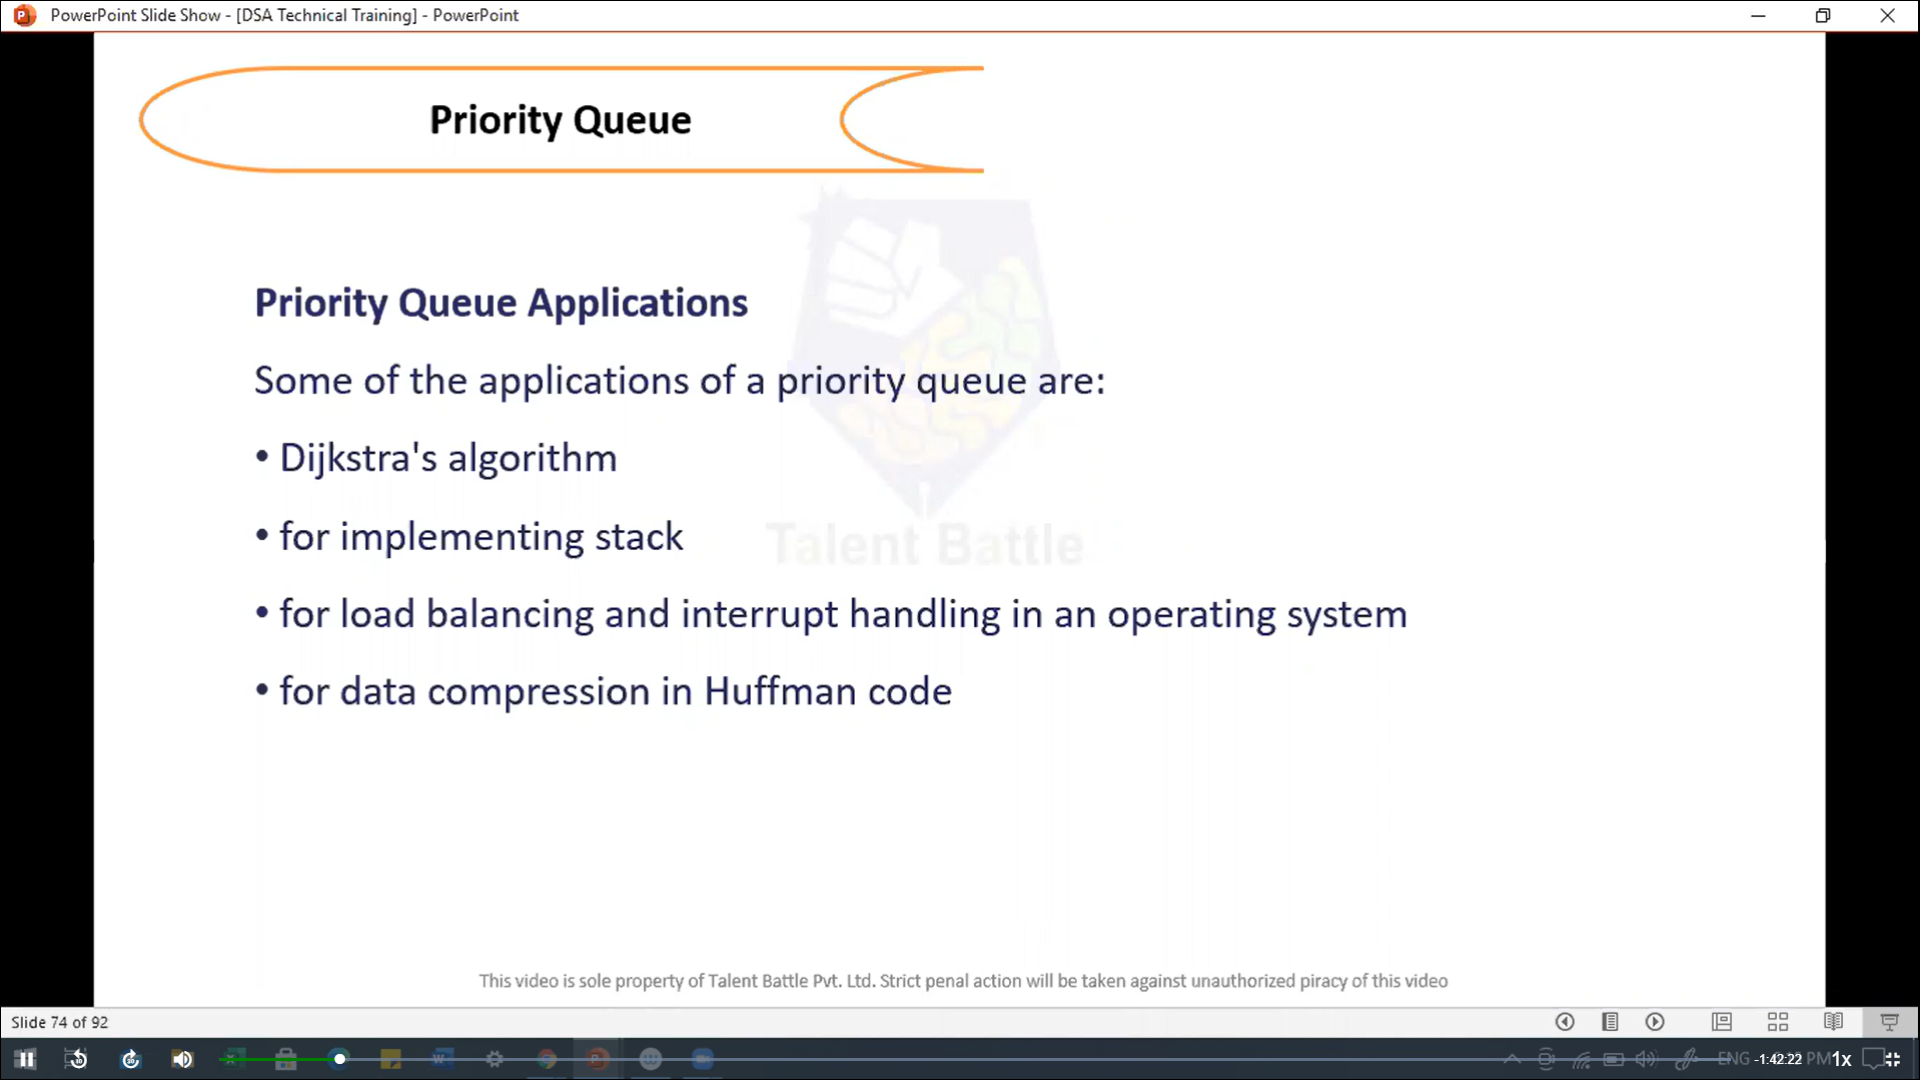 PowerPoint Slide Show - [DSA Technical Training] - PowerPoint
Priority Queue
Priority Queue Applications
Some of the applications of a priority queue are:
• Dijkstra's algorithm
• for implementing stack
• for load balancing and interrupt handling in an operating system
• for data compression in Huffman code
Talent Battle
This video is sole property of Talent Battle Pvt. Ltd. Strict penal action will be taken against unauthorized piracy of this video
Slide 74 of 92
ENG
PM
-1:42:22
1x